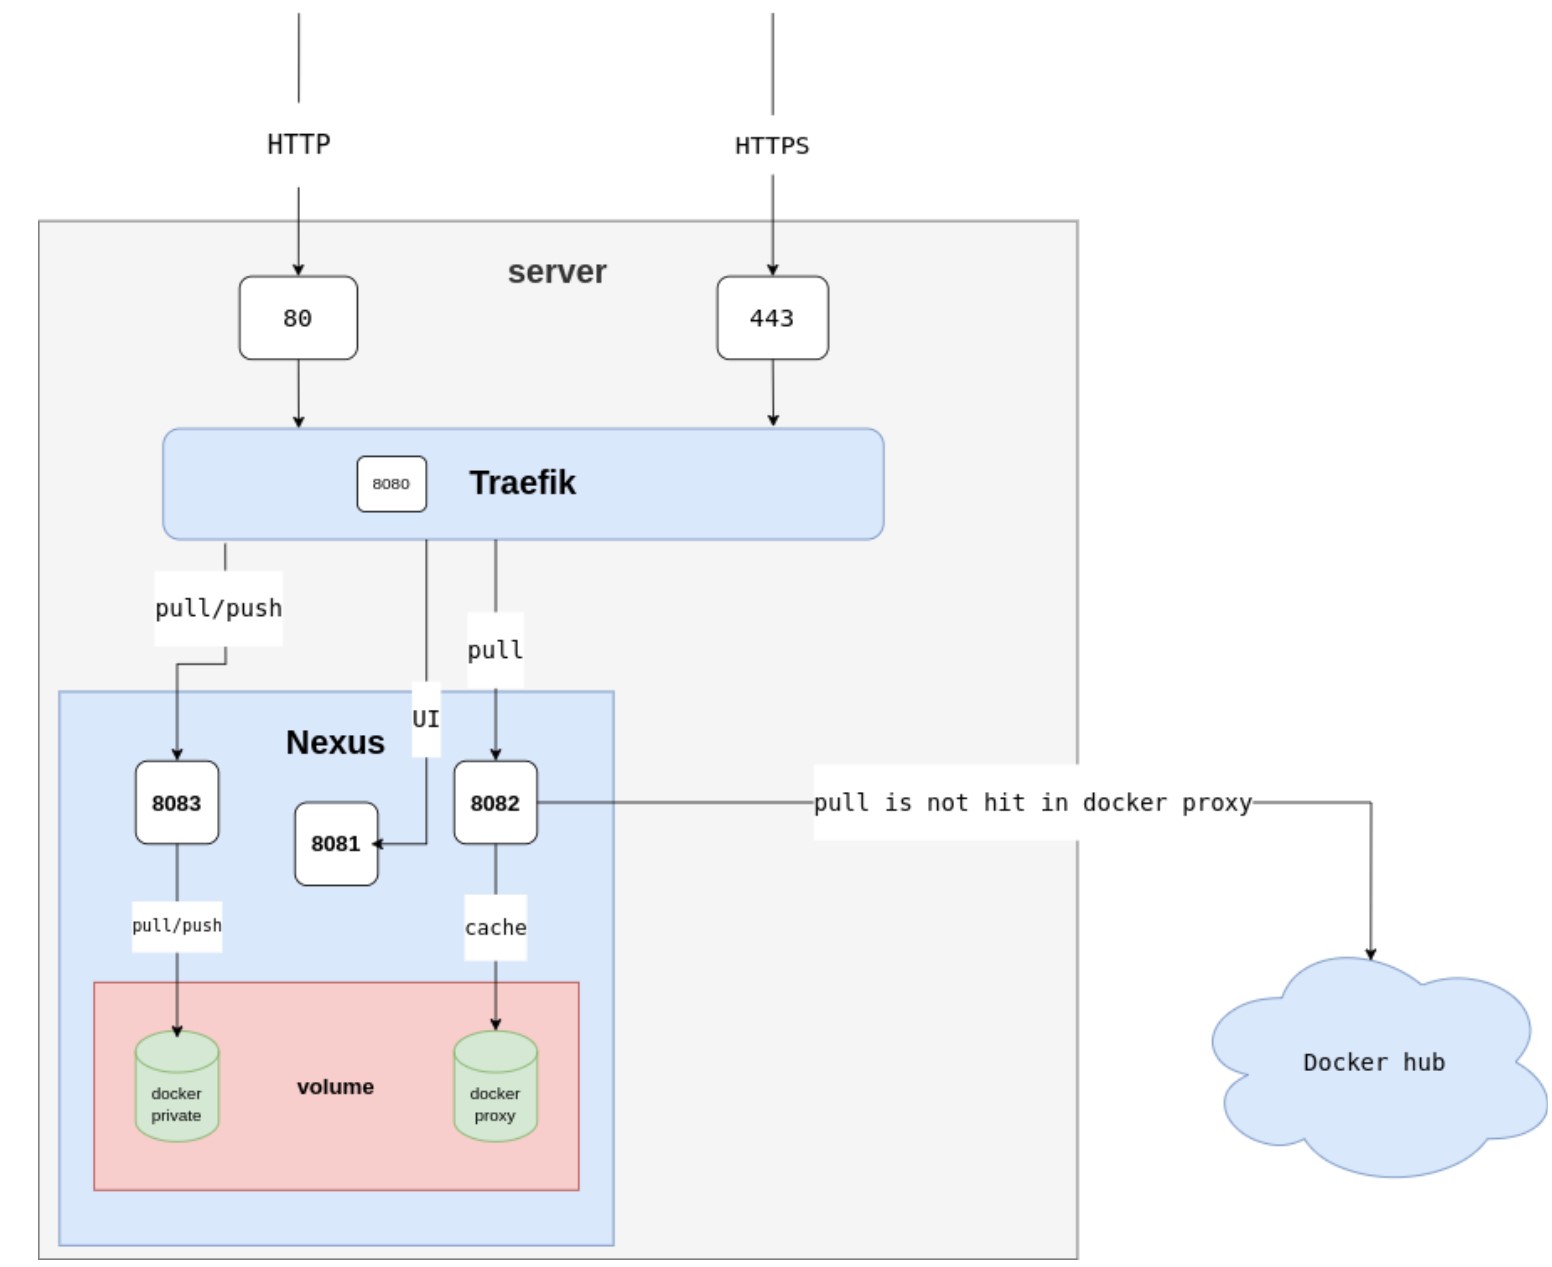 HTTP
HTTPS
server
80
443
8080
Traefik
pull/push
pull
UI
Nexus
8083
8081
8082
pull is not hit in docker proxy
pull/push
cache
docker
private
volume
docker
proxy
Docker hub